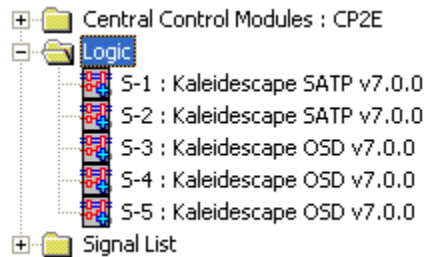 Central Control Modules : CP2E
Logic
S-1 : Kaleidescape SATP v7.0.0
S-2 : Kaleidescape SATP v7.0.0
S-3 : Kaleidescape OSD v7.0.0
S-4 : Kaleidescape OSD v7.0.0
S-5 : Kaleidescape OSD v7.0.0
Signal List